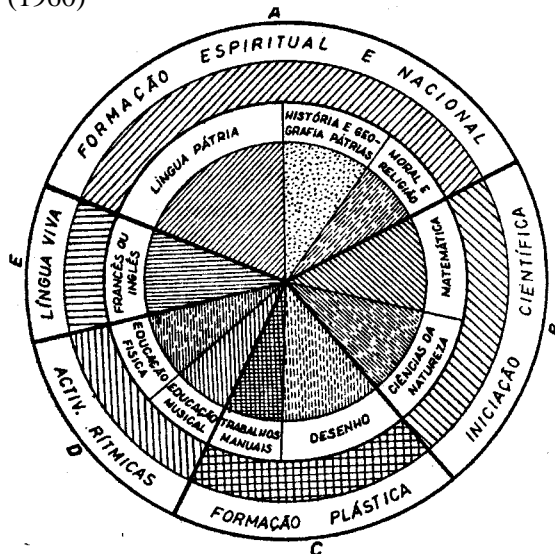 (1960)
A
FORMAÇÃO ESPIRITUAL E NACIONAL
LÍNGUA PÁTRIA
HISTÓRIA E GEO-
GRAFIA PÁTRIAS
MORAL E
RELIGIÃO
MATEMÁTICA
CIÊNCIAS DA
NATUREZA
INICIAÇÃO CIENTÍFICA
B
DESENHO
TRABALHOS
MANUAIS
FORMAÇÃO PLÁSTICA
C
EDUCAÇÃO
MUSICAL
EDUCAÇÃO
FÍSICA
ACTIV. RÍTMICAS
D
FRANCÊS OU
INGLÊS
LÍNGUA VIVA
E